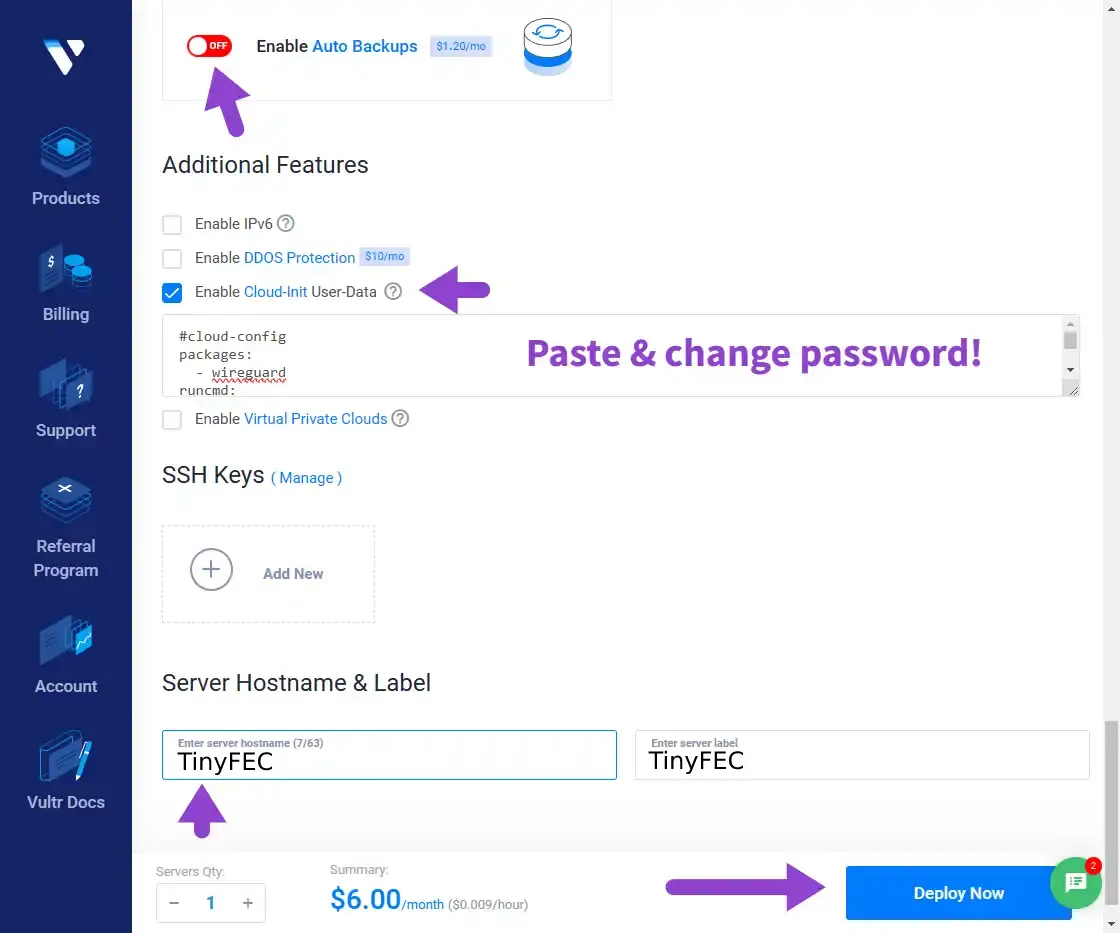 OFF
Enable Auto Backups $1.20/mo
Products
Billing
Support
Referral
Program
Account
Vultr Docs
Additional Features
Enable IPv6 ?
Enable DDOS Protection $10/mo
Enable Cloud-Init User-Data ?
#cloud-config
packages:
- wireguard
runcmd:
Paste & change password!
Enable Virtual Private Clouds ?
SSH Keys ( Manage )
+ Add New
Server Hostname & Label
Enter server hostname (7/63)
TinyFEC
Enter server label
TinyFEC
Servers Qty:
− 1 +
Summary:
$6.00/month ($0.009/hour)
Deploy Now
2